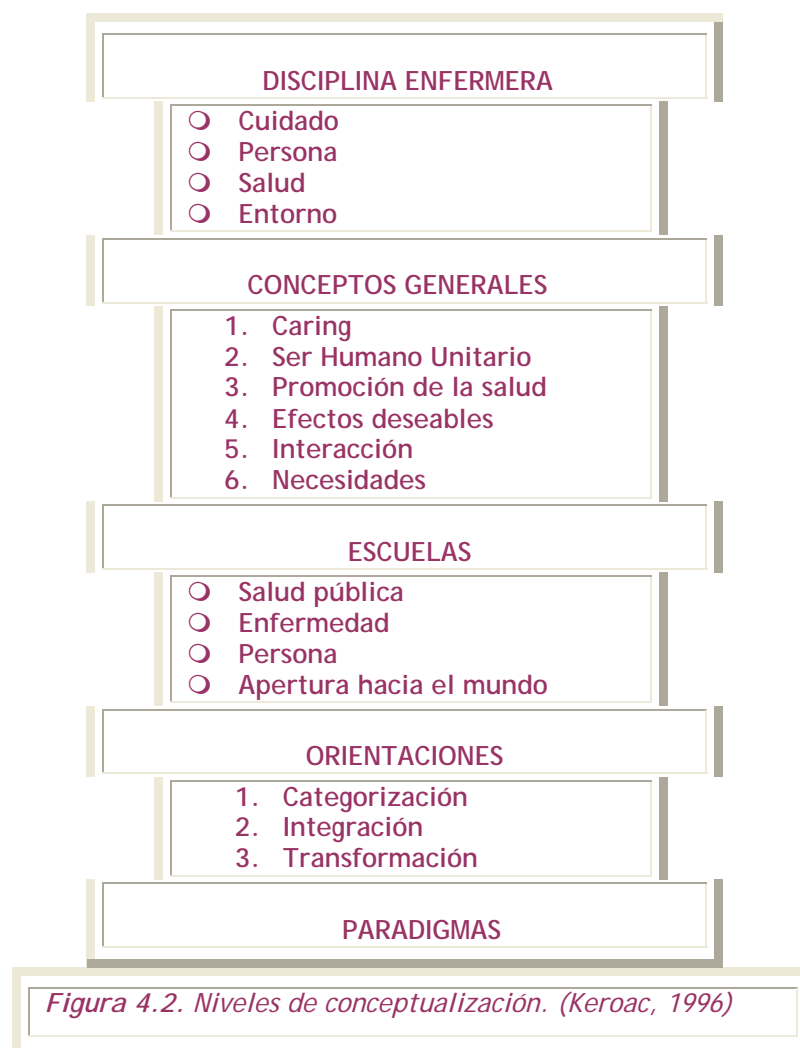 DISCIPLINA ENFERMERA
❍ Cuidado
❍ Persona
❍ Salud
❍ Entorno
CONCEPTOS GENERALES
1. Caring
2. Ser Humano Unitario
3. Promoción de la salud
4. Efectos deseables
5. Interacción
6. Necesidades
ESCUELAS
❍ Salud pública
❍ Enfermedad
❍ Persona
❍ Apertura hacia el mundo
ORIENTACIONES
1. Categorización
2. Integración
3. Transformación
PARADIGMAS
Figura 4.2. Niveles de conceptualización. (Keroac, 1996)